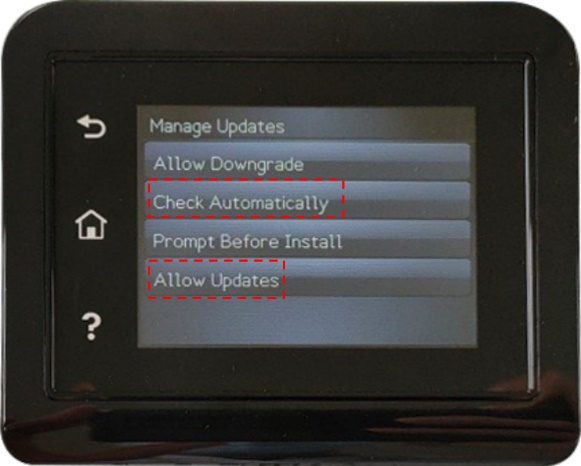 Manage Updates
Allow Downgrade
Check Automatically
Prompt Before Install
Allow Updates
?